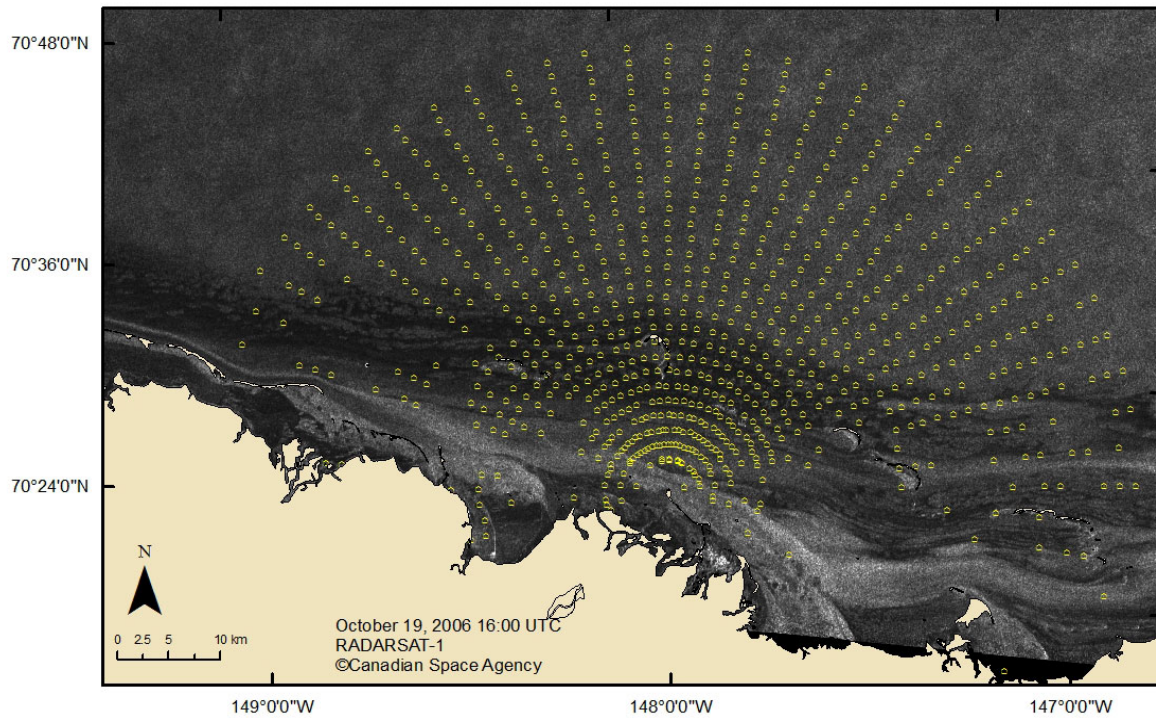 70°48'0"N
70°36'0"N
70°24'0"N
N
0 2.5 5 10 km
October 19, 2006 16:00 UTC
RADARSAT-1
©Canadian Space Agency
149°0'0"W 148°0'0"W 147°0'0"W